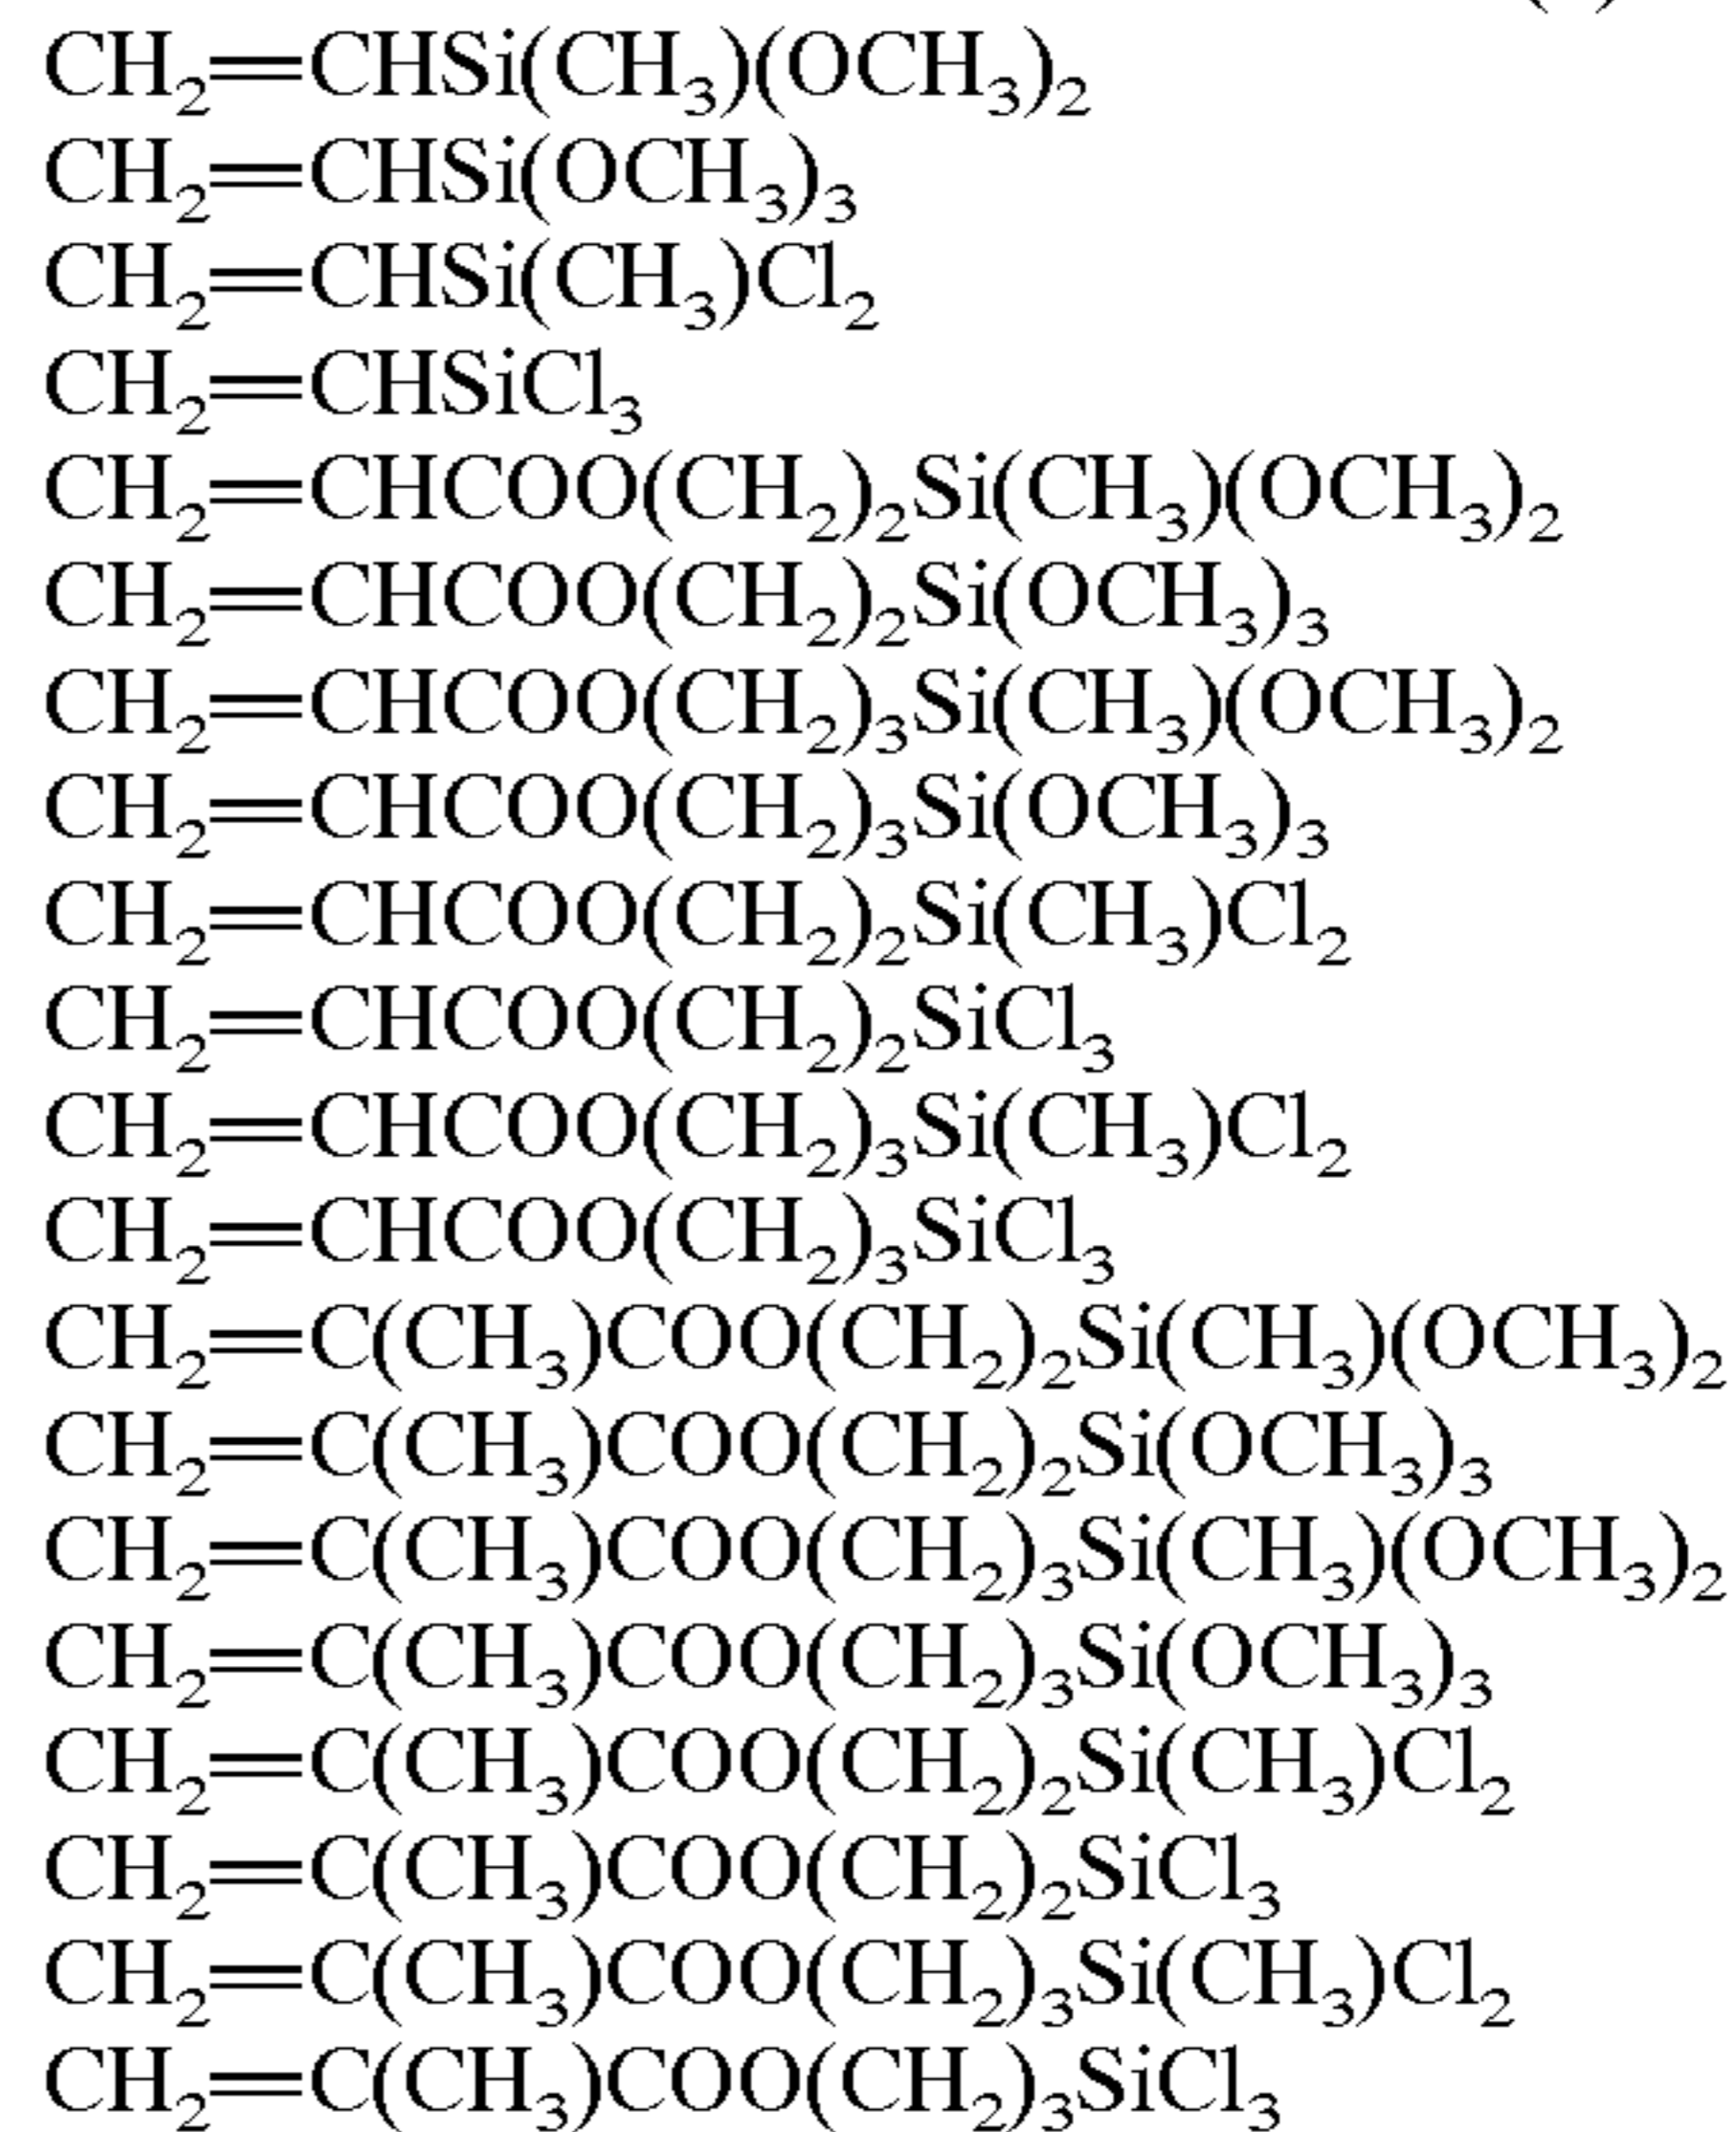 CH₂=CHSi(CH₃)(OCH₃)₂
CH₂=CHSi(OCH₃)₃
CH₂=CHSi(CH₃)Cl₂
CH₂=CHSiCl₃
CH₂=CHCOO(CH₂)₂Si(CH₃)(OCH₃)₂
CH₂=CHCOO(CH₂)₂Si(OCH₃)₃
CH₂=CHCOO(CH₂)₃Si(CH₃)(OCH₃)₂
CH₂=CHCOO(CH₂)₃Si(OCH₃)₃
CH₂=CHCOO(CH₂)₂Si(CH₃)Cl₂
CH₂=CHCOO(CH₂)₂SiCl₃
CH₂=CHCOO(CH₂)₃Si(CH₃)Cl₂
CH₂=CHCOO(CH₂)₃SiCl₃
CH₂=C(CH₃)COO(CH₂)₂Si(CH₃)(OCH₃)₂
CH₂=C(CH₃)COO(CH₂)₂Si(OCH₃)₃
CH₂=C(CH₃)COO(CH₂)₃Si(CH₃)(OCH₃)₂
CH₂=C(CH₃)COO(CH₂)₃Si(OCH₃)₃
CH₂=C(CH₃)COO(CH₂)₂Si(CH₃)Cl₂
CH₂=C(CH₃)COO(CH₂)₂SiCl₃
CH₂=C(CH₃)COO(CH₂)₃Si(CH₃)Cl₂
CH₂=C(CH₃)COO(CH₂)₃SiCl₃